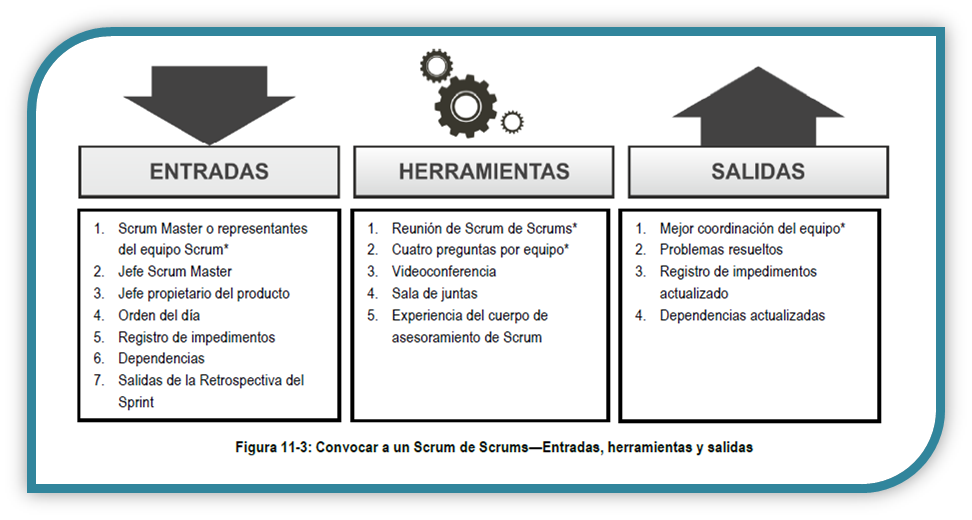 ENTRADAS
1. Scrum Master o representantes
del equipo Scrum*
2. Jefe Scrum Master
3. Jefe propietario del producto
4. Orden del día
5. Registro de impedimentos
6. Dependencias
7. Salidas de la Retrospectiva del
Sprint
HERRAMIENTAS
1. Reunión de Scrum de Scrums*
2. Cuatro preguntas por equipo*
3. Videoconferencia
4. Sala de juntas
5. Experiencia del cuerpo de
asesoramiento de Scrum
SALIDAS
1. Mejor coordinación del equipo*
2. Problemas resueltos
3. Registro de impedimentos
actualizado
4. Dependencias actualizadas
Figura 11-3: Convocar a un Scrum de Scrums—Entradas, herramientas y salidas